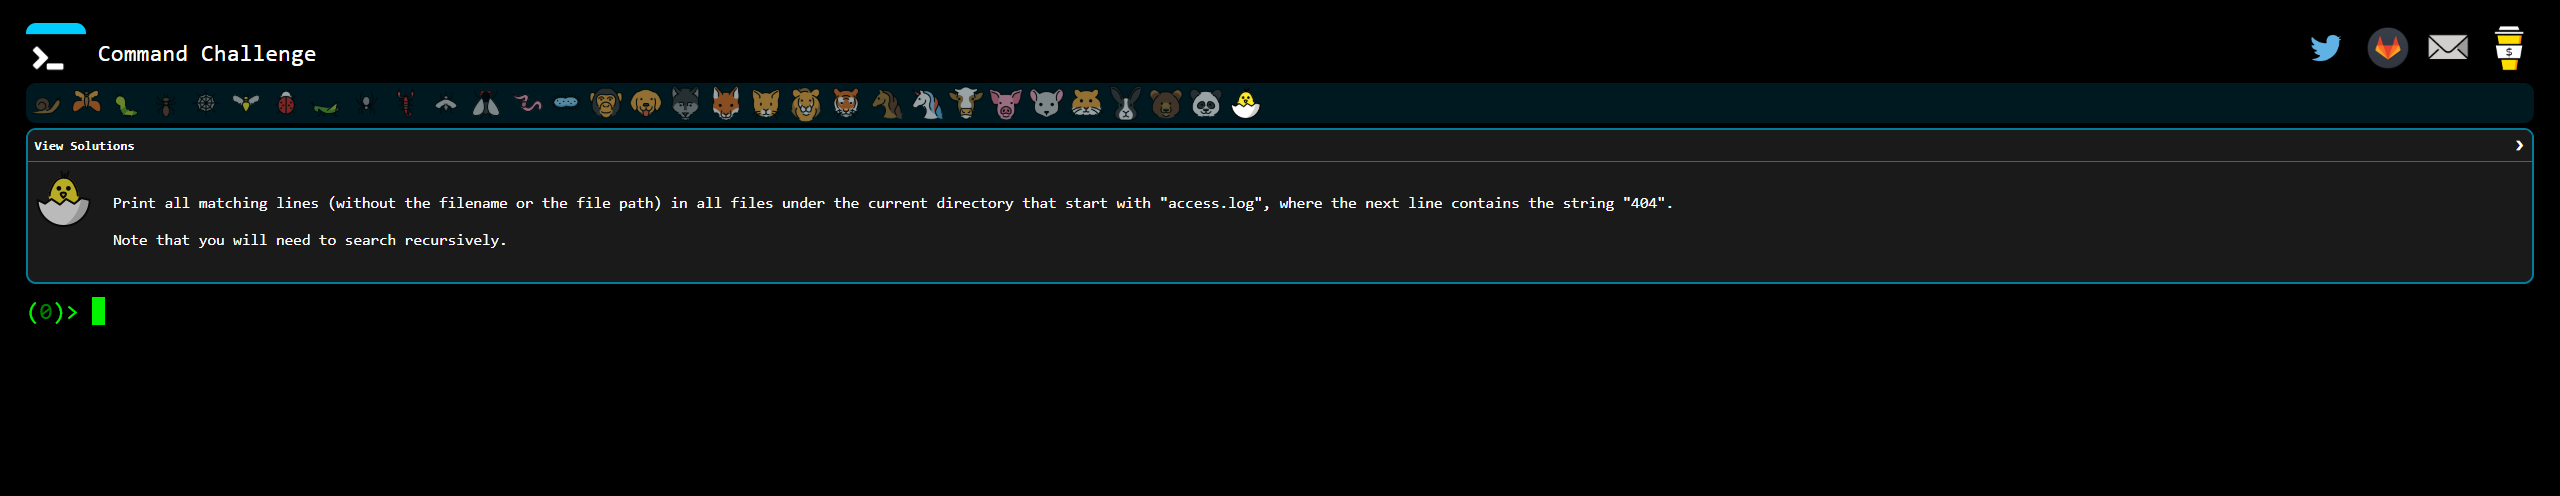 Command Challenge
$
View Solutions
Print all matching lines (without the filename or the file path) in all files under the current directory that start with "access.log", where the next line contains the string "404".
Note that you will need to search recursively.
(0)>